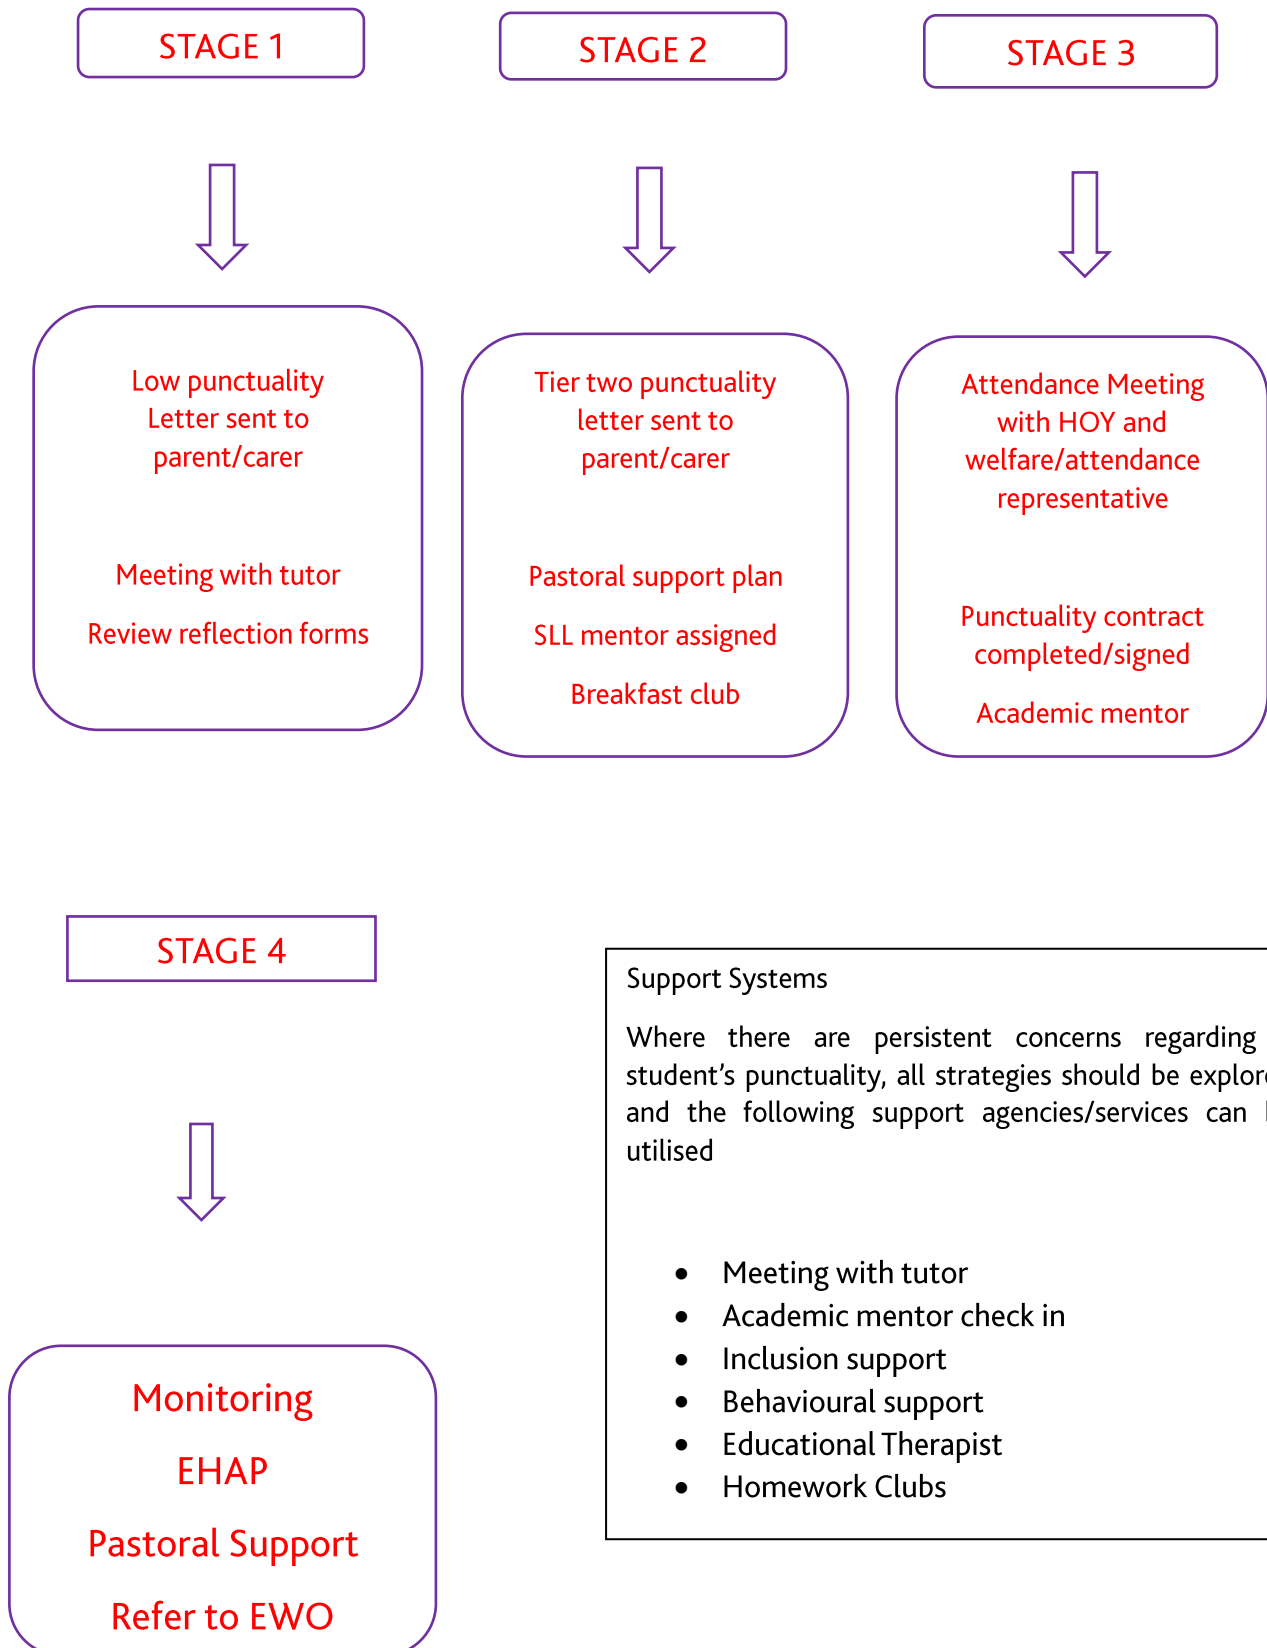 STAGE 1
STAGE 2
STAGE 3
Low punctuality
Letter sent to
parent/carer
Meeting with tutor
Review reflection forms
Tier two punctuality
letter sent to
parent/carer
Pastoral support plan
SLL mentor assigned
Breakfast club
Attendance Meeting
with HOY and
welfare/attendance
representative
Punctuality contract
completed/signed
Academic mentor
STAGE 4
Monitoring
EHAP
Pastoral Support
Refer to EWO
Support Systems
Where there are persistent concerns regarding
student’s punctuality, all strategies should be
and the following support agencies/services can
utilised
• Meeting with tutor
• Academic mentor check in
• Inclusion support
• Behavioural support
• Educational Therapist
• Homework Clubs